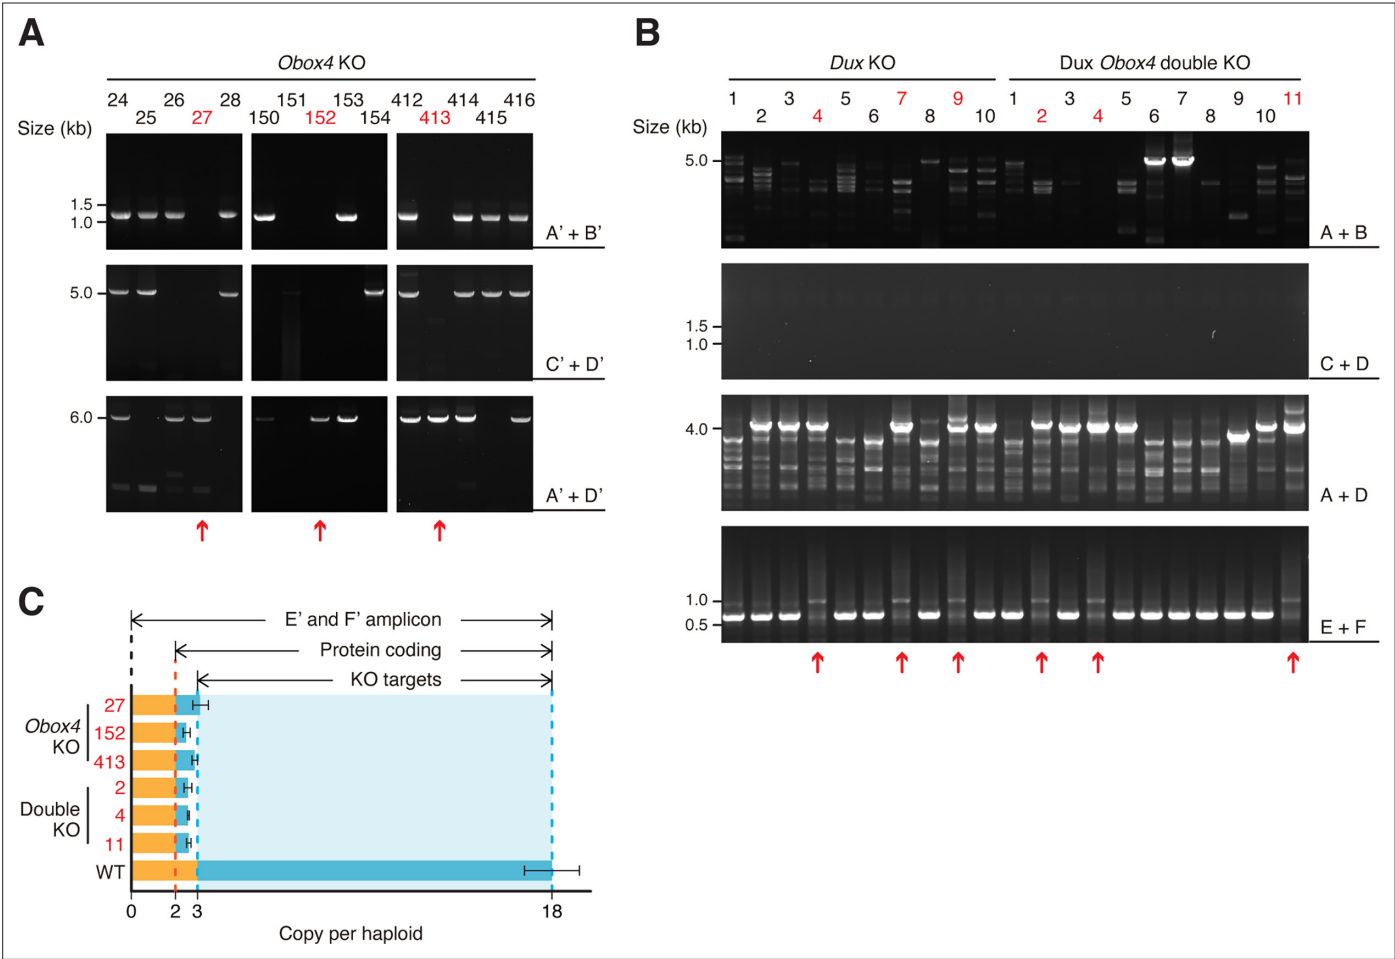 A
Obox4 KO
24 26 28 151 153 412 414 416
25 27 150 152 154 413 415
Size (kb)
1.5
1.0
A' + B'
5.0
C' + D'
6.0
A' + D'
B
Dux KO
Dux Obox4 double KO
1 3 5 7 9 1 3 5 7 9 11
2 4 6 8 10 2 4 6 8 10
Size (kb)
5.0
A + B
1.5
1.0
C + D
4.0
A + D
1.0
0.5
E + F
C
E' and F' amplicon
Protein coding
KO targets
Obox4
KO
27
152
413
Double
KO
2
4
11
WT
0 2 3 18
Copy per haploid